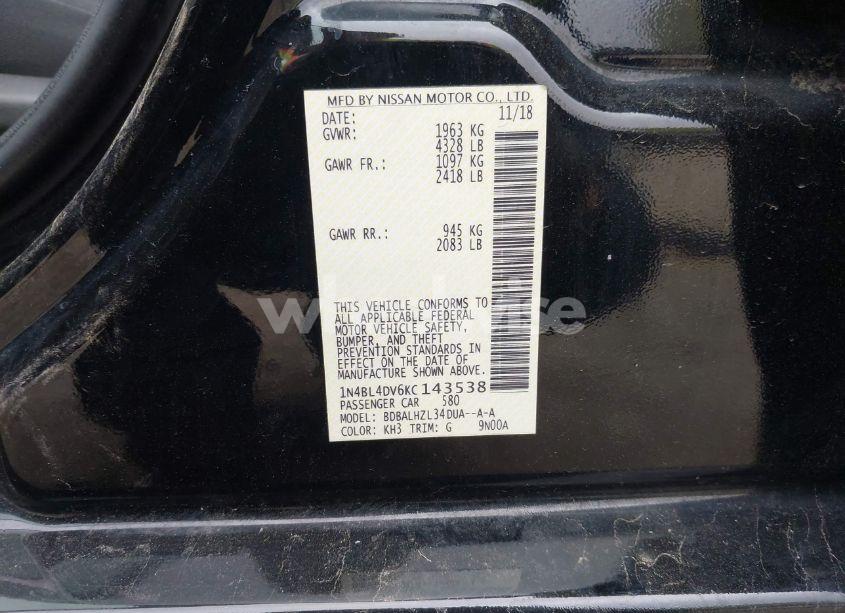 MFD BY NISSAN MOTOR CO., LTD.
DATE: 11/18
GVWR: 1963 KG
4328 LB
GAWR FR.: 1097 KG
2418 LB
GAWR RR.: 945 KG
2083 LB
THIS VEHICLE CONFORMS TO
ALL APPLICABLE FEDERAL
MOTOR VEHICLE SAFETY,
BUMPER, AND THEFT
PREVENTION STANDARDS IN
EFFECT ON THE DATE OF
MANUFACTURE SHOWN ABOVE.
1N4BL4DV6KC143538
PASSENGER CAR 580
MODEL: BDBALHZL34DUA--A-A
COLOR: KH3 TRIM: G 9N00A